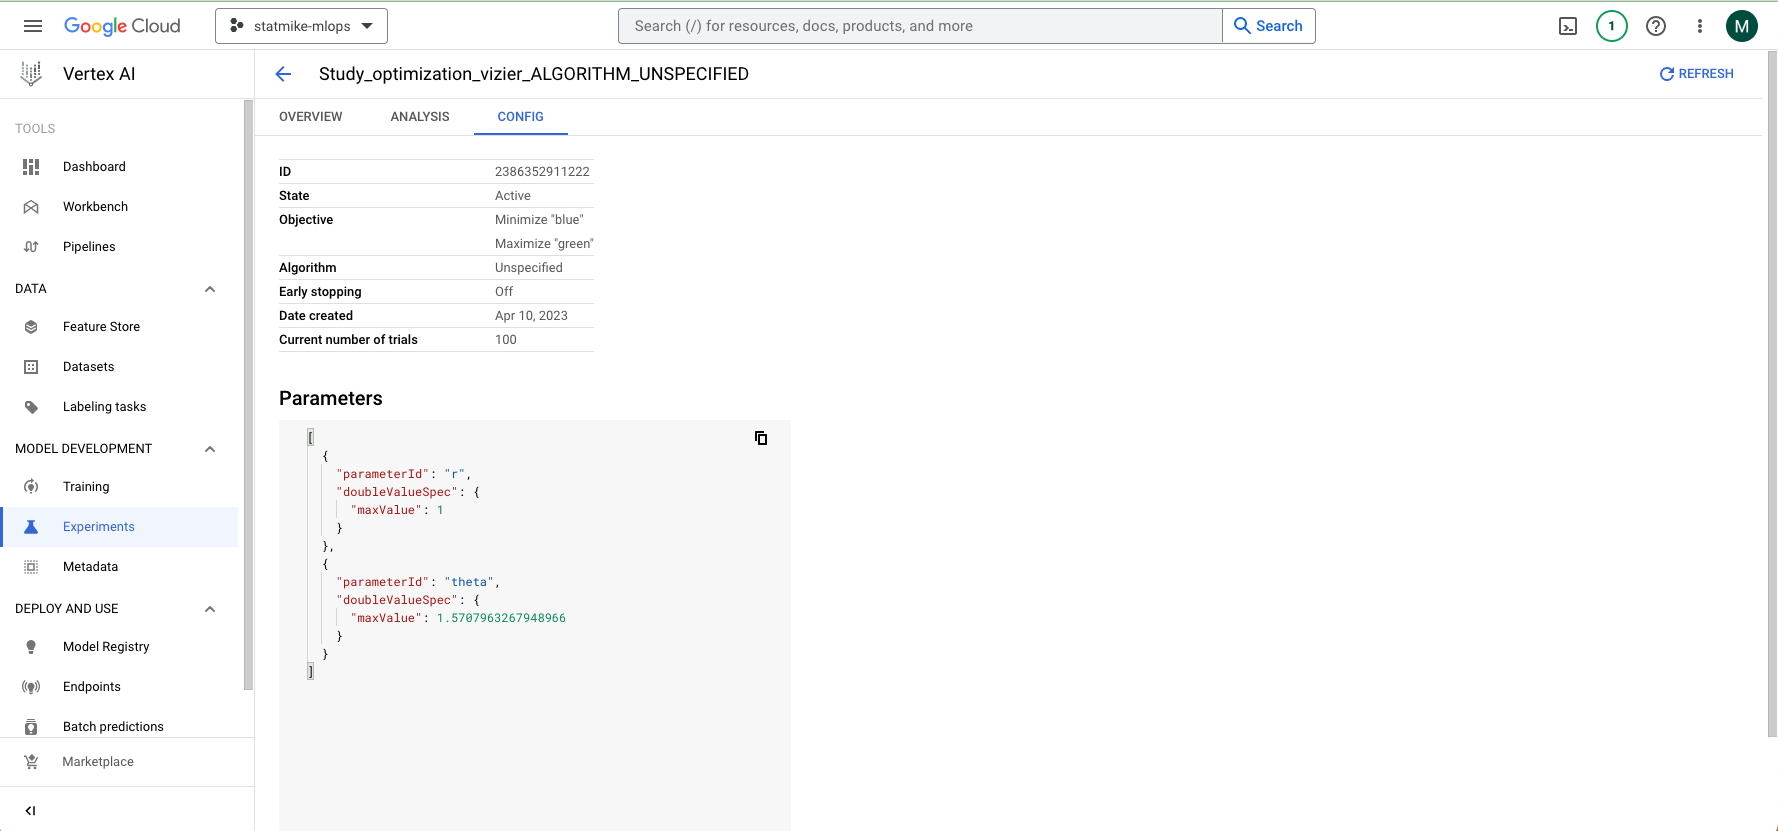 Google Cloud
statmike-mlops
Search (/) for resources, docs, products, and more
Search
1
M
Vertex AI
Study_optimization_vizier_ALGORITHM_UNSPECIFIED
REFRESH
TOOLS
Dashboard
Workbench
Pipelines
DATA
Feature Store
Datasets
Labeling tasks
MODEL DEVELOPMENT
Training
Experiments
Metadata
DEPLOY AND USE
Model Registry
Endpoints
Batch predictions
Marketplace
OVERVIEW ANALYSIS CONFIG
ID 2386352911222
State Active
Objective Minimize "blue"
Maximize "green"
Algorithm Unspecified
Early stopping Off
Date created Apr 10, 2023
Current number of trials 100
Parameters
[
{
"parameterId": "r",
"doubleValueSpec": {
"maxValue": 1
}
},
{
"parameterId": "theta",
"doubleValueSpec": {
"maxValue": 1.5707963267948966
}
}
]